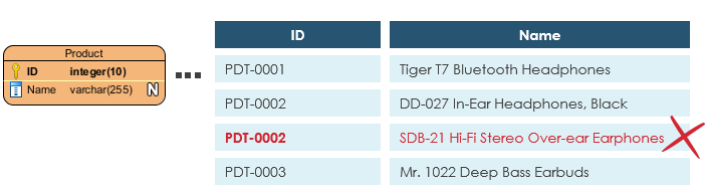 Product
ID integer(10)
Name varchar(255) N
ID Name
PDT-0001 Tiger T7 Bluetooth Headphones
PDT-0002 DD-027 In-Ear Headphones, Black
PDT-0002 SDB-21 Hi-Fi Stereo Over-ear Earphones
PDT-0003 Mr. 1022 Deep Bass Earbuds